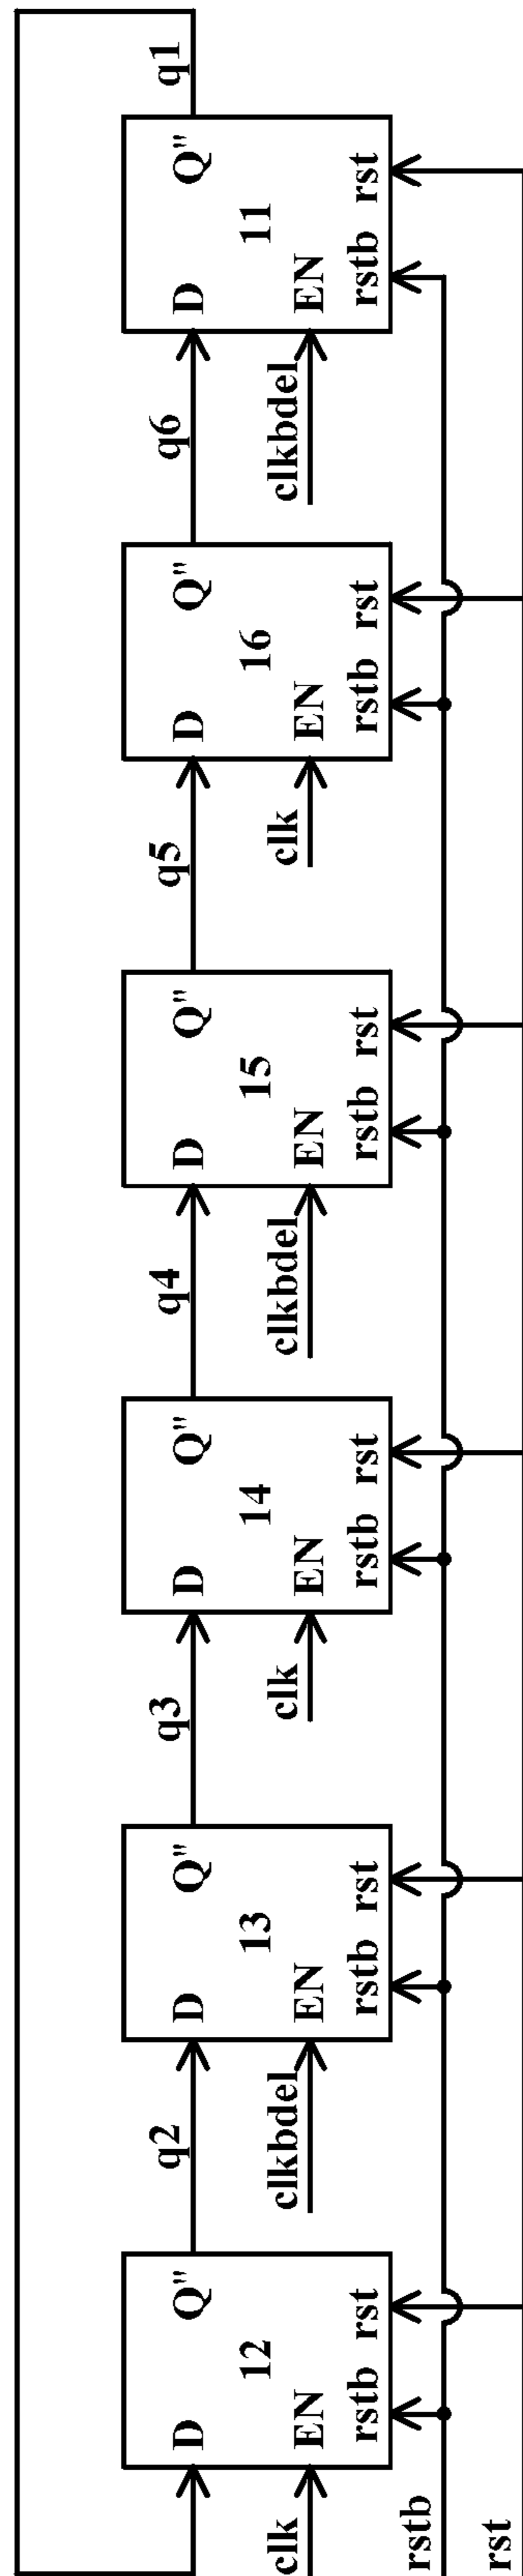 q2
q3
q4
q5
q6
q1
D
Q"
12
EN
rstb rst
clk
D
Q"
13
EN
rstb rst
clkbdel
D
Q"
14
EN
rstb rst
clk
D
Q"
15
EN
rstb rst
clkbdel
D
Q"
16
EN
rstb rst
clk
D
Q"
11
EN
rstb rst
clkbdel
rstb
rst